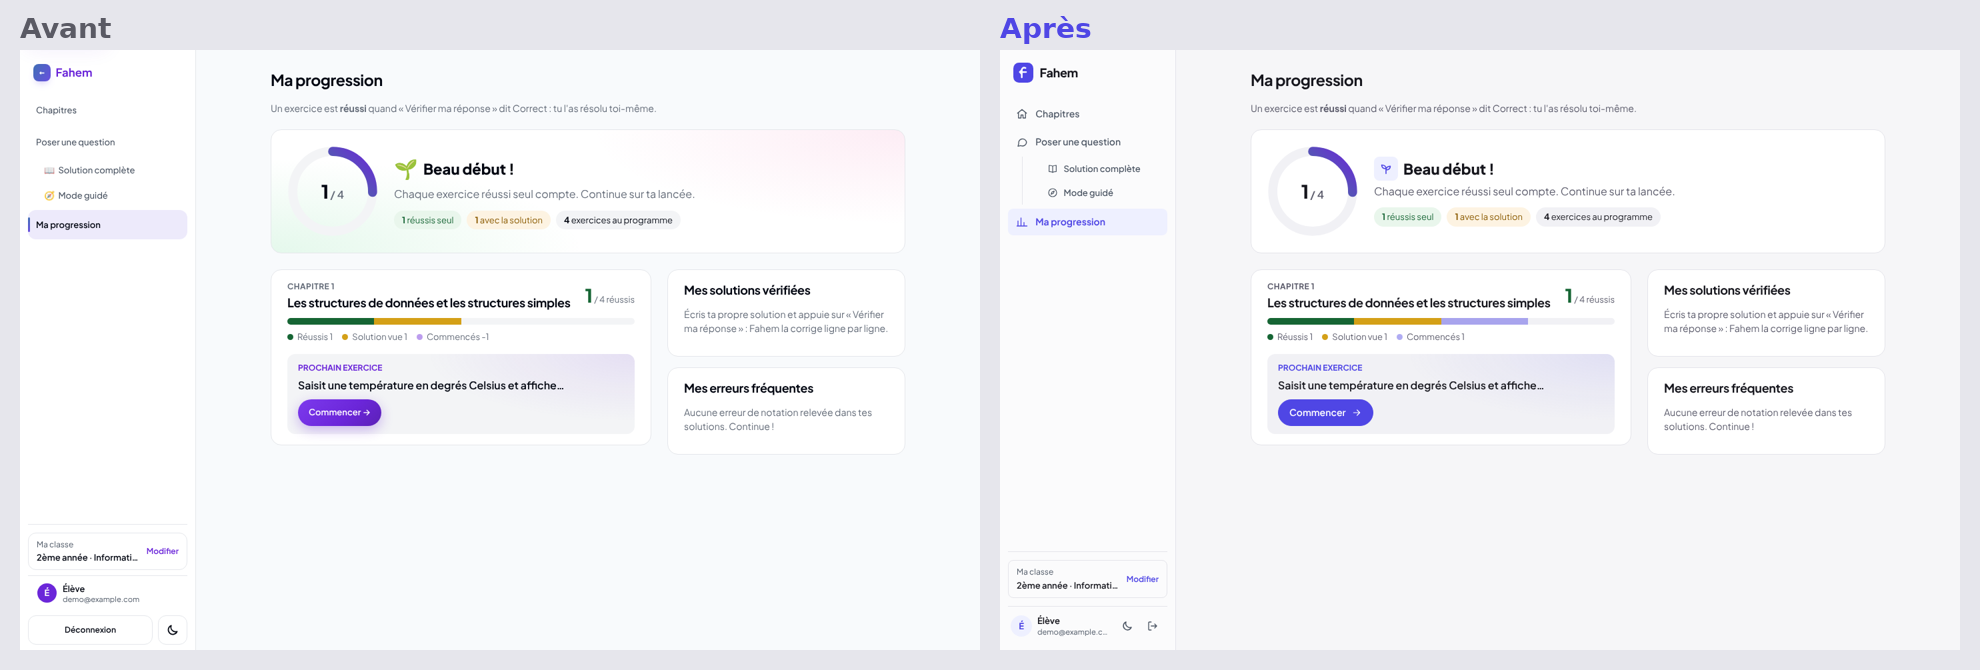 Avant
Fahem
Chapitres
Poser une question
Solution complète
Mode guidé
Ma progression
Ma classe
2ème année · Informati...
Modifier
É
Élève
demo@example.com
Déconnexion
Ma progression
Un exercice est réussi quand « Vérifier ma réponse » dit Correct : tu l'as résolu toi-même.
1 / 4
Beau début !
Chaque exercice réussi seul compte. Continue sur ta lancée.
1 réussis seul
1 avec la solution
4 exercices au programme
CHAPITRE 1
Les structures de données et les structures simples
1 / 4 réussis
Réussis 1
Solution vue 1
Commencés -1
PROCHAIN EXERCICE
Saisit une température en degrés Celsius et affiche...
Commencer →
Mes solutions vérifiées
Écris ta propre solution et appuie sur « Vérifier
ma réponse » : Fahem la corrige ligne par ligne.
Mes erreurs fréquentes
Aucune erreur de notation relevée dans tes
solutions. Continue !
Après
Fahem
Chapitres
Poser une question
Solution complète
Mode guidé
Ma progression
Ma classe
2ème année · Informati...
Modifier
É
Élève
demo@example.c...
Ma progression
Un exercice est réussi quand « Vérifier ma réponse » dit Correct : tu l'as résolu toi-même.
1 / 4
Beau début !
Chaque exercice réussi seul compte. Continue sur ta lancée.
1 réussis seul
1 avec la solution
4 exercices au programme
CHAPITRE 1
Les structures de données et les structures simples
1 / 4 réussis
Réussis 1
Solution vue 1
Commencés 1
PROCHAIN EXERCICE
Saisit une température en degrés Celsius et affiche...
Commencer →
Mes solutions vérifiées
Écris ta propre solution et appuie sur « Vérifier
ma réponse » : Fahem la corrige ligne par ligne.
Mes erreurs fréquentes
Aucune erreur de notation relevée dans tes
solutions. Continue !